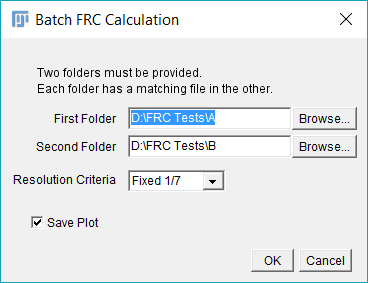 Batch FRC Calculation
Two folders must be provided.
Each folder has a matching file in the other.
First Folder D:\FRC Tests\A Browse...
Second Folder D:\FRC Tests\B Browse...
Resolution Criteria Fixed 1/7
Save Plot
OK Cancel